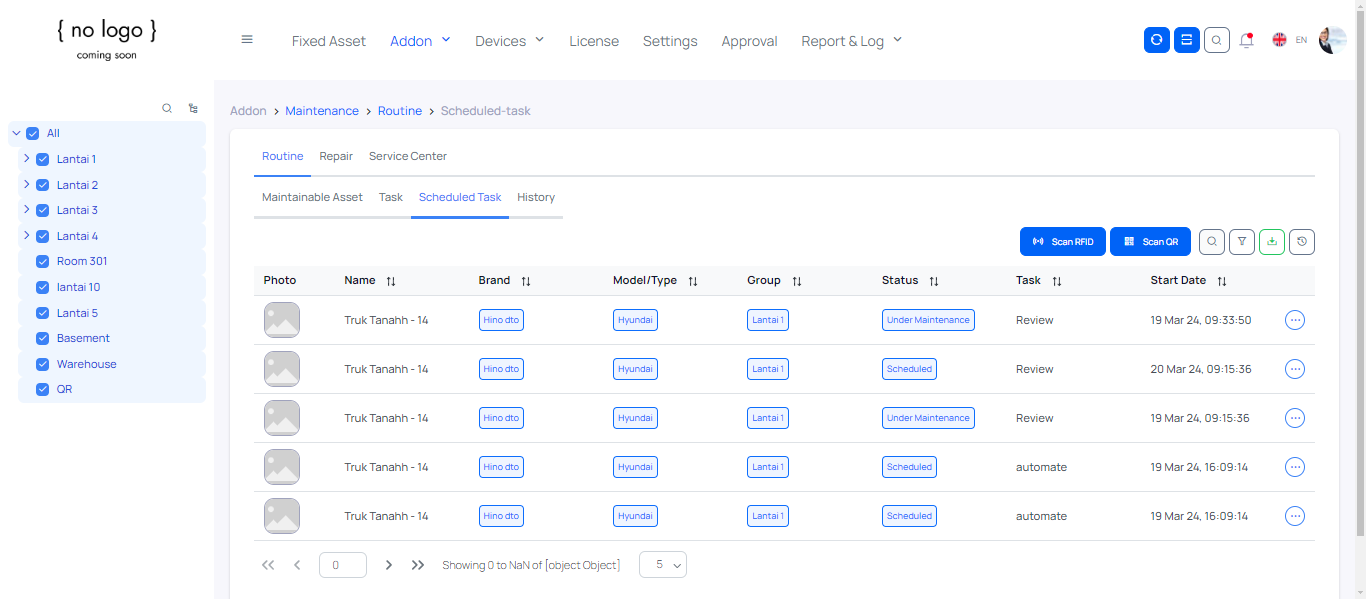 { no logo }
coming soon
Fixed Asset Addon Devices License Settings Approval Report & Log EN
Addon > Maintenance > Routine > Scheduled-task
All
Lantai 1
Lantai 2
Lantai 3
Lantai 4
Room 301
lantai 10
Lantai 5
Basement
Warehouse
QR
Routine Repair Service Center
Maintainable Asset Task Scheduled Task History
Scan RFID Scan QR
Photo Name Brand Model/Type Group Status Task Start Date
Truk Tanahh - 14 Hino dto Hyundai Lantai 1 Under Maintenance Review 19 Mar 24, 09:33:50
Truk Tanahh - 14 Hino dto Hyundai Lantai 1 Scheduled Review 20 Mar 24, 09:15:36
Truk Tanahh - 14 Hino dto Hyundai Lantai 1 Under Maintenance Review 19 Mar 24, 09:15:36
Truk Tanahh - 14 Hino dto Hyundai Lantai 1 Scheduled automate 19 Mar 24, 16:09:14
Truk Tanahh - 14 Hino dto Hyundai Lantai 1 Scheduled automate 19 Mar 24, 16:09:14
0 Showing 0 to NaN of [object Object] 5